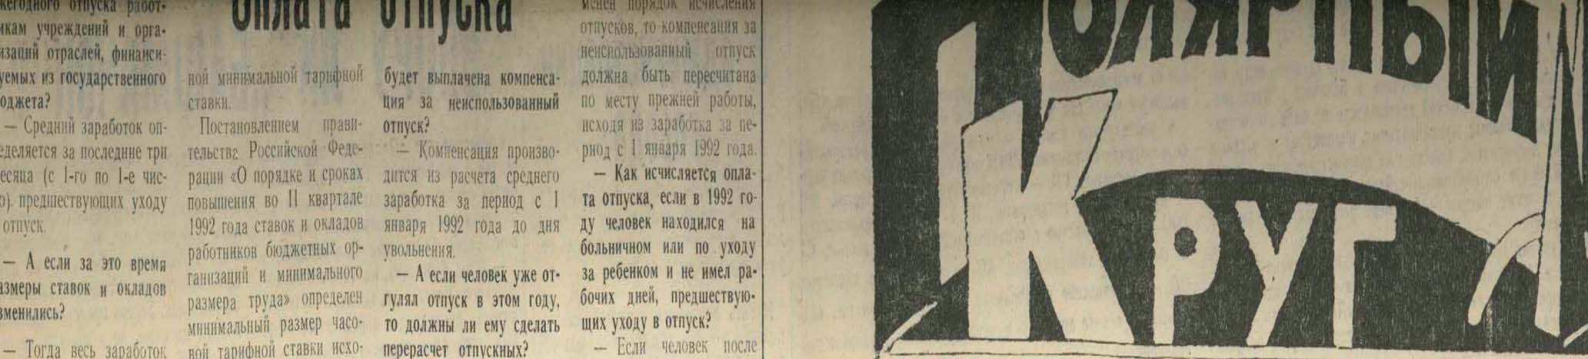 оплата отпуска
жегодного отпуска работ-
икам учреждений и орга-
изаций отраслей, финанси-
уемых из государственного
юджета?
— Средний заработок оп-
еделяется за последние три
есяца (с 1-го по 1-е чис-
о), предшествующих уходу
отпуск.
— А если за это время
азмеры ставок и окладов
зменились?
— Тогда весь заработок
ной минимальной тарифной
ставки.
Постановлением прави-
тельства Российской Феде-
рации «О порядке и сроках
повышения во II квартале
1992 года ставок и окладов
работников бюджетных ор-
ганизаций и минимального
размера труда» определен
минимальный размер часо-
вой тарифной ставки исхо-
будет выплачена компенса-
ция за неиспользованный
отпуск?
— Компенсация произво-
дится из расчета среднего
заработка за период с 1
января 1992 года до дня
увольнения.
— А если человек уже от-
гулял отпуск в этом году,
то должны ли ему сделать
перерасчет отпускных?
менен порядок исчисления
отпусков, то компенсация за
неиспользованный отпуск
должна быть пересчитана
по месту прежней работы,
исходя из заработка за пе-
риод с 1 января 1992 года.
— Как исчисляется опла-
та отпуска, если в 1992 го-
ду человек находился на
больничном или по уходу
за ребенком и не имел ра-
бочих дней, предшествую-
щих уходу в отпуск?
— Если человек после
ПОЛЯРНЫЙ
КРУГ